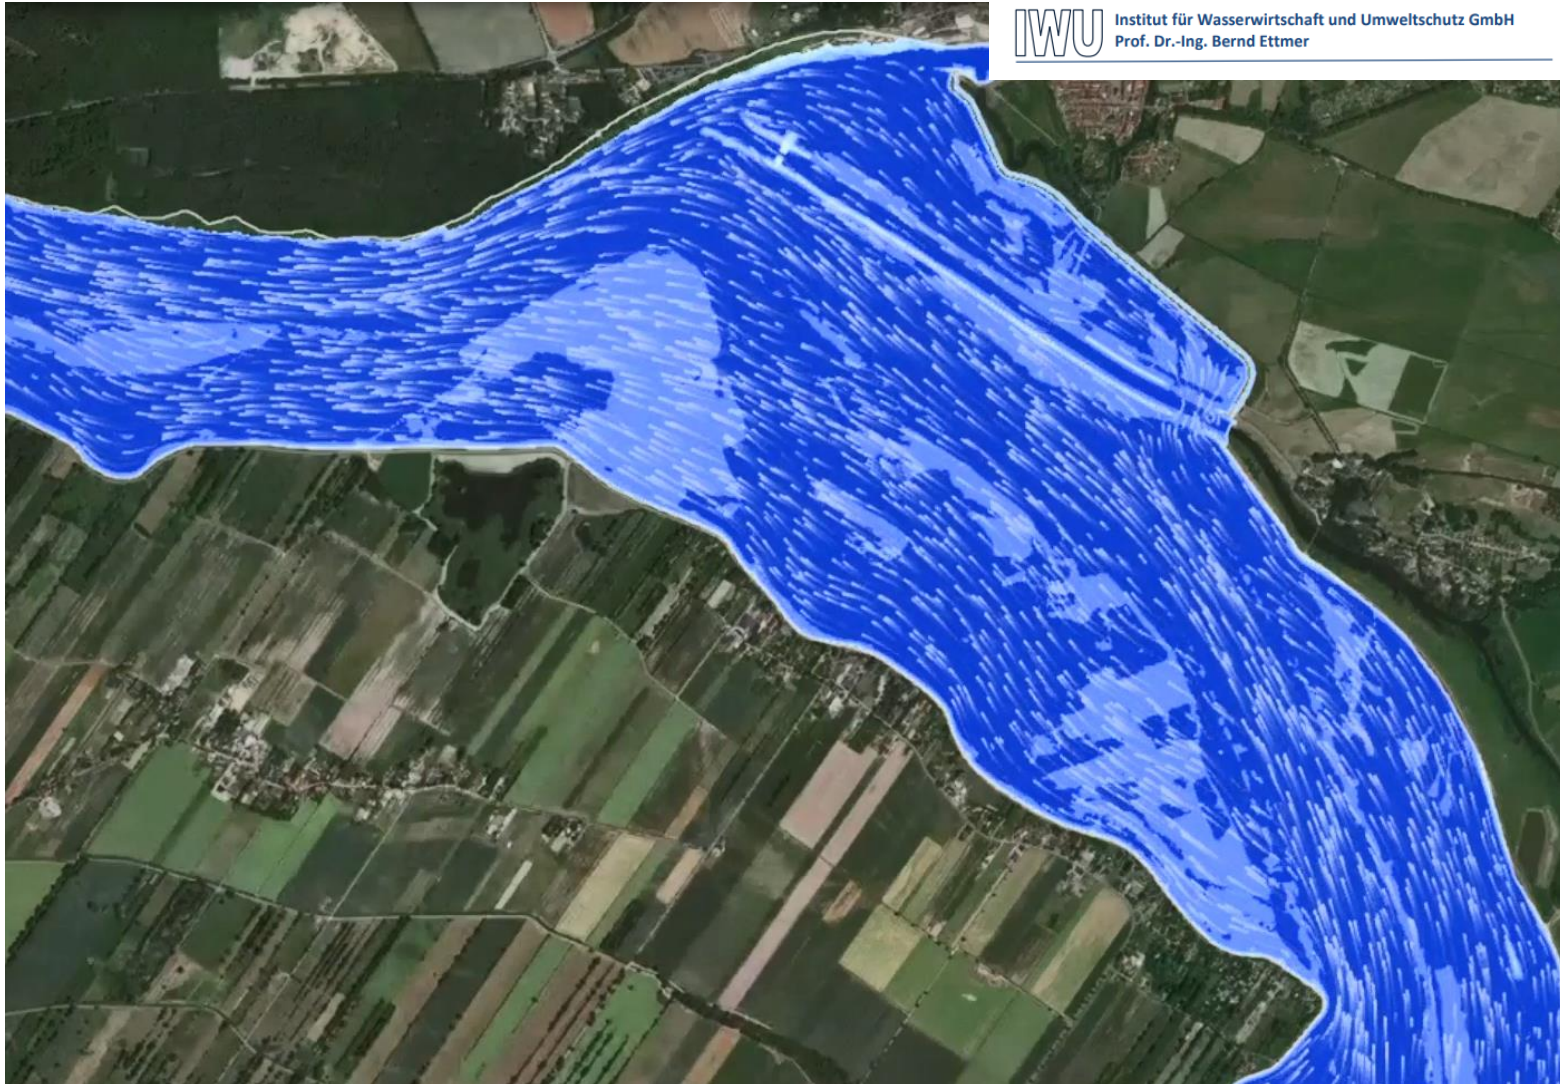 IWU
Institut für Wasserwirtschaft und Umweltschutz GmbH
Prof. Dr.-Ing. Bernd Ettmer